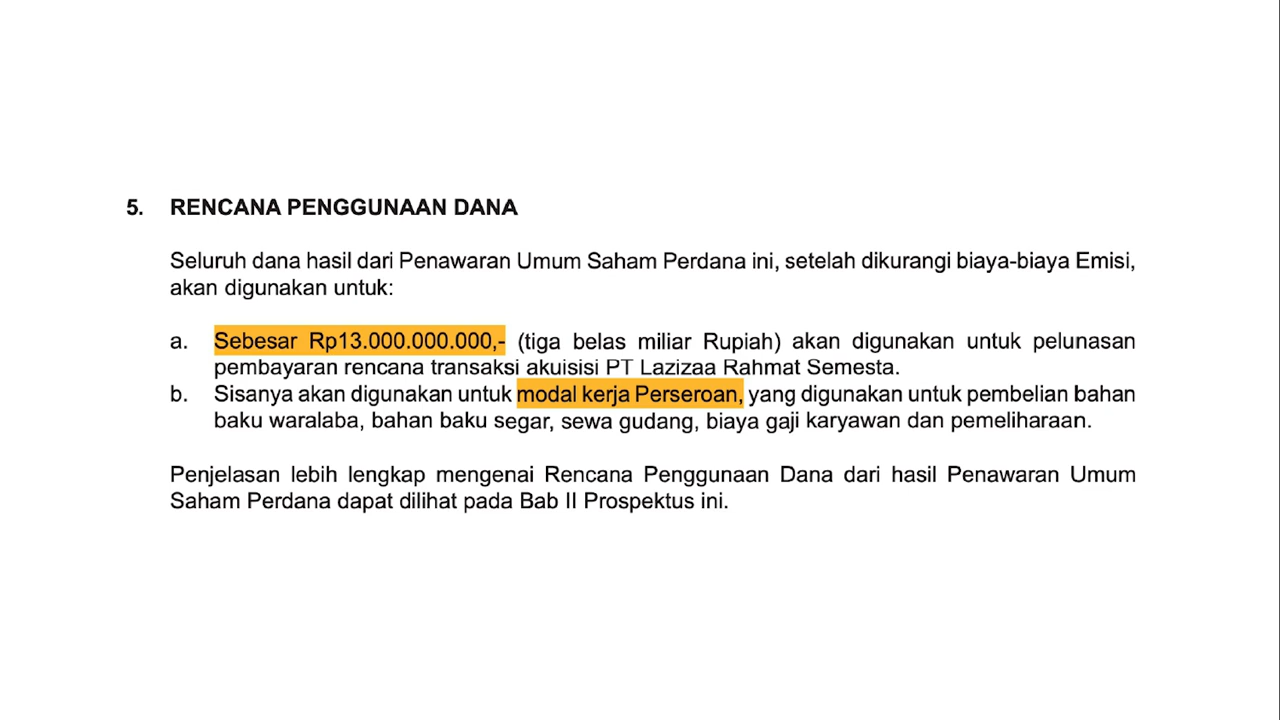 5. RENCANA PENGGUNAAN DANA
Seluruh dana hasil dari Penawaran Umum Saham Perdana ini, setelah dikurangi biaya-biaya Emisi,
akan digunakan untuk:
a. Sebesar Rp13.000.000.000,- (tiga belas miliar Rupiah) akan digunakan untuk pelunasan
pembayaran rencana transaksi akuisisi PT Lazizaa Rahmat Semesta.
b. Sisanya akan digunakan untuk modal kerja Perseroan, yang digunakan untuk pembelian bahan
baku waralaba, bahan baku segar, sewa gudang, biaya gaji karyawan dan pemeliharaan.
Penjelasan lebih lengkap mengenai Rencana Penggunaan Dana dari hasil Penawaran Umum
Saham Perdana dapat dilihat pada Bab II Prospektus ini.